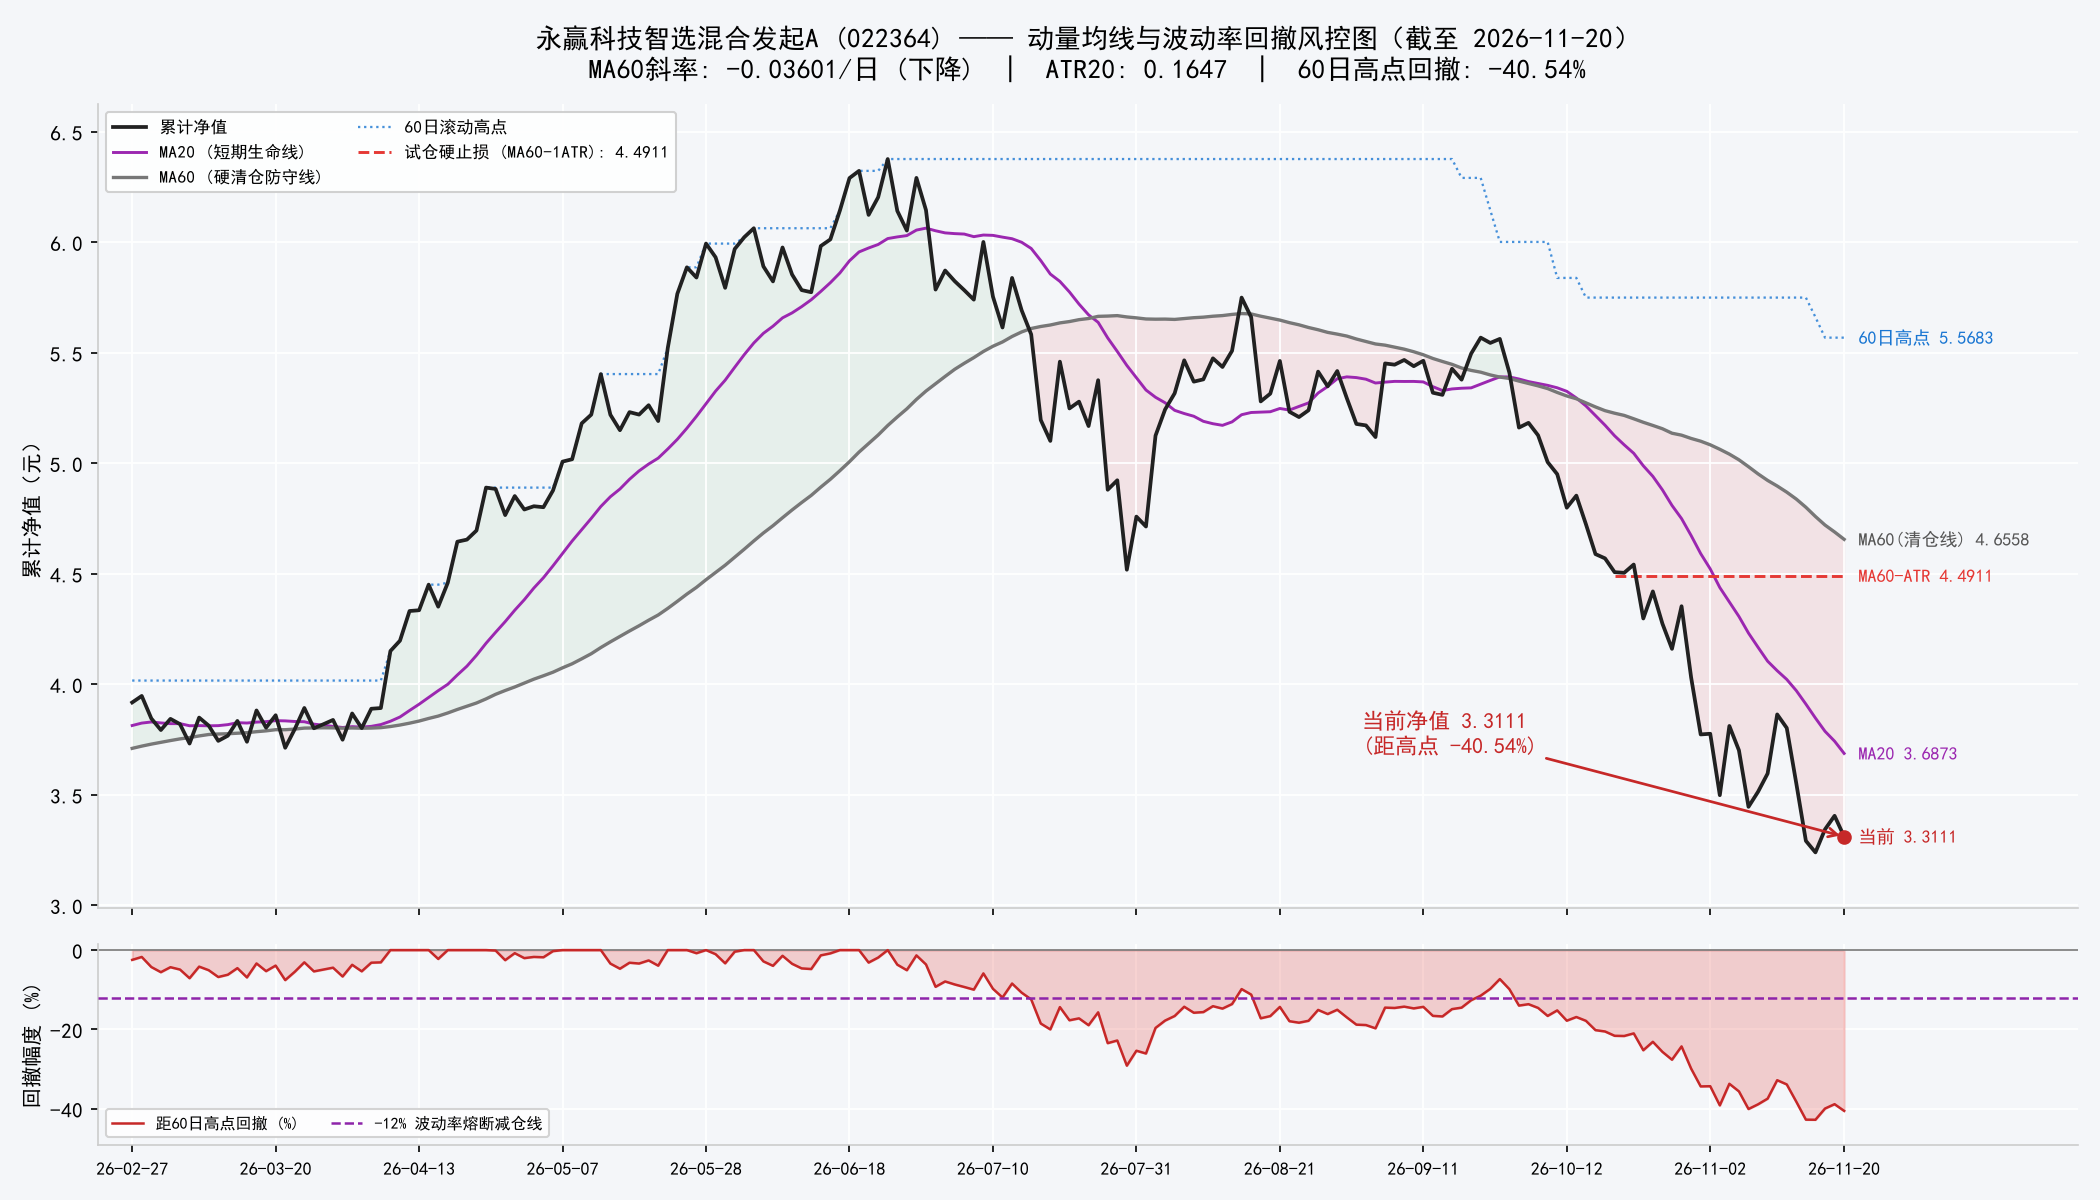 永赢科技智选混合发起A (022364) —— 动量均线与波动率回撤风控图 (截至 2026-11-20)
MA60斜率: -0.03601/日 (下降) | ATR20: 0.1647 | 60日高点回撤: -40.54%
累计净值
MA20 (短期生命线)
MA60 (硬清仓防守线)
60日滚动高点
试仓硬止损 (MA60-1ATR): 4.4911
累计净值 (元)
6.5
6.0
5.5
5.0
4.5
4.0
3.5
3.0
60日高点 5.5683
MA60(清仓线) 4.6558
MA60-ATR 4.4911
当前净值 3.3111
(距高点 -40.54%)
MA20 3.6873
当前 3.3111
回撤幅度 (%)
0
-20
-40
距60日高点回撤 (%)
-12% 波动率熔断减仓线
26-02-27
26-03-20
26-04-13
26-05-07
26-05-28
26-06-18
26-07-10
26-07-31
26-08-21
26-09-11
26-10-12
26-11-02
26-11-20